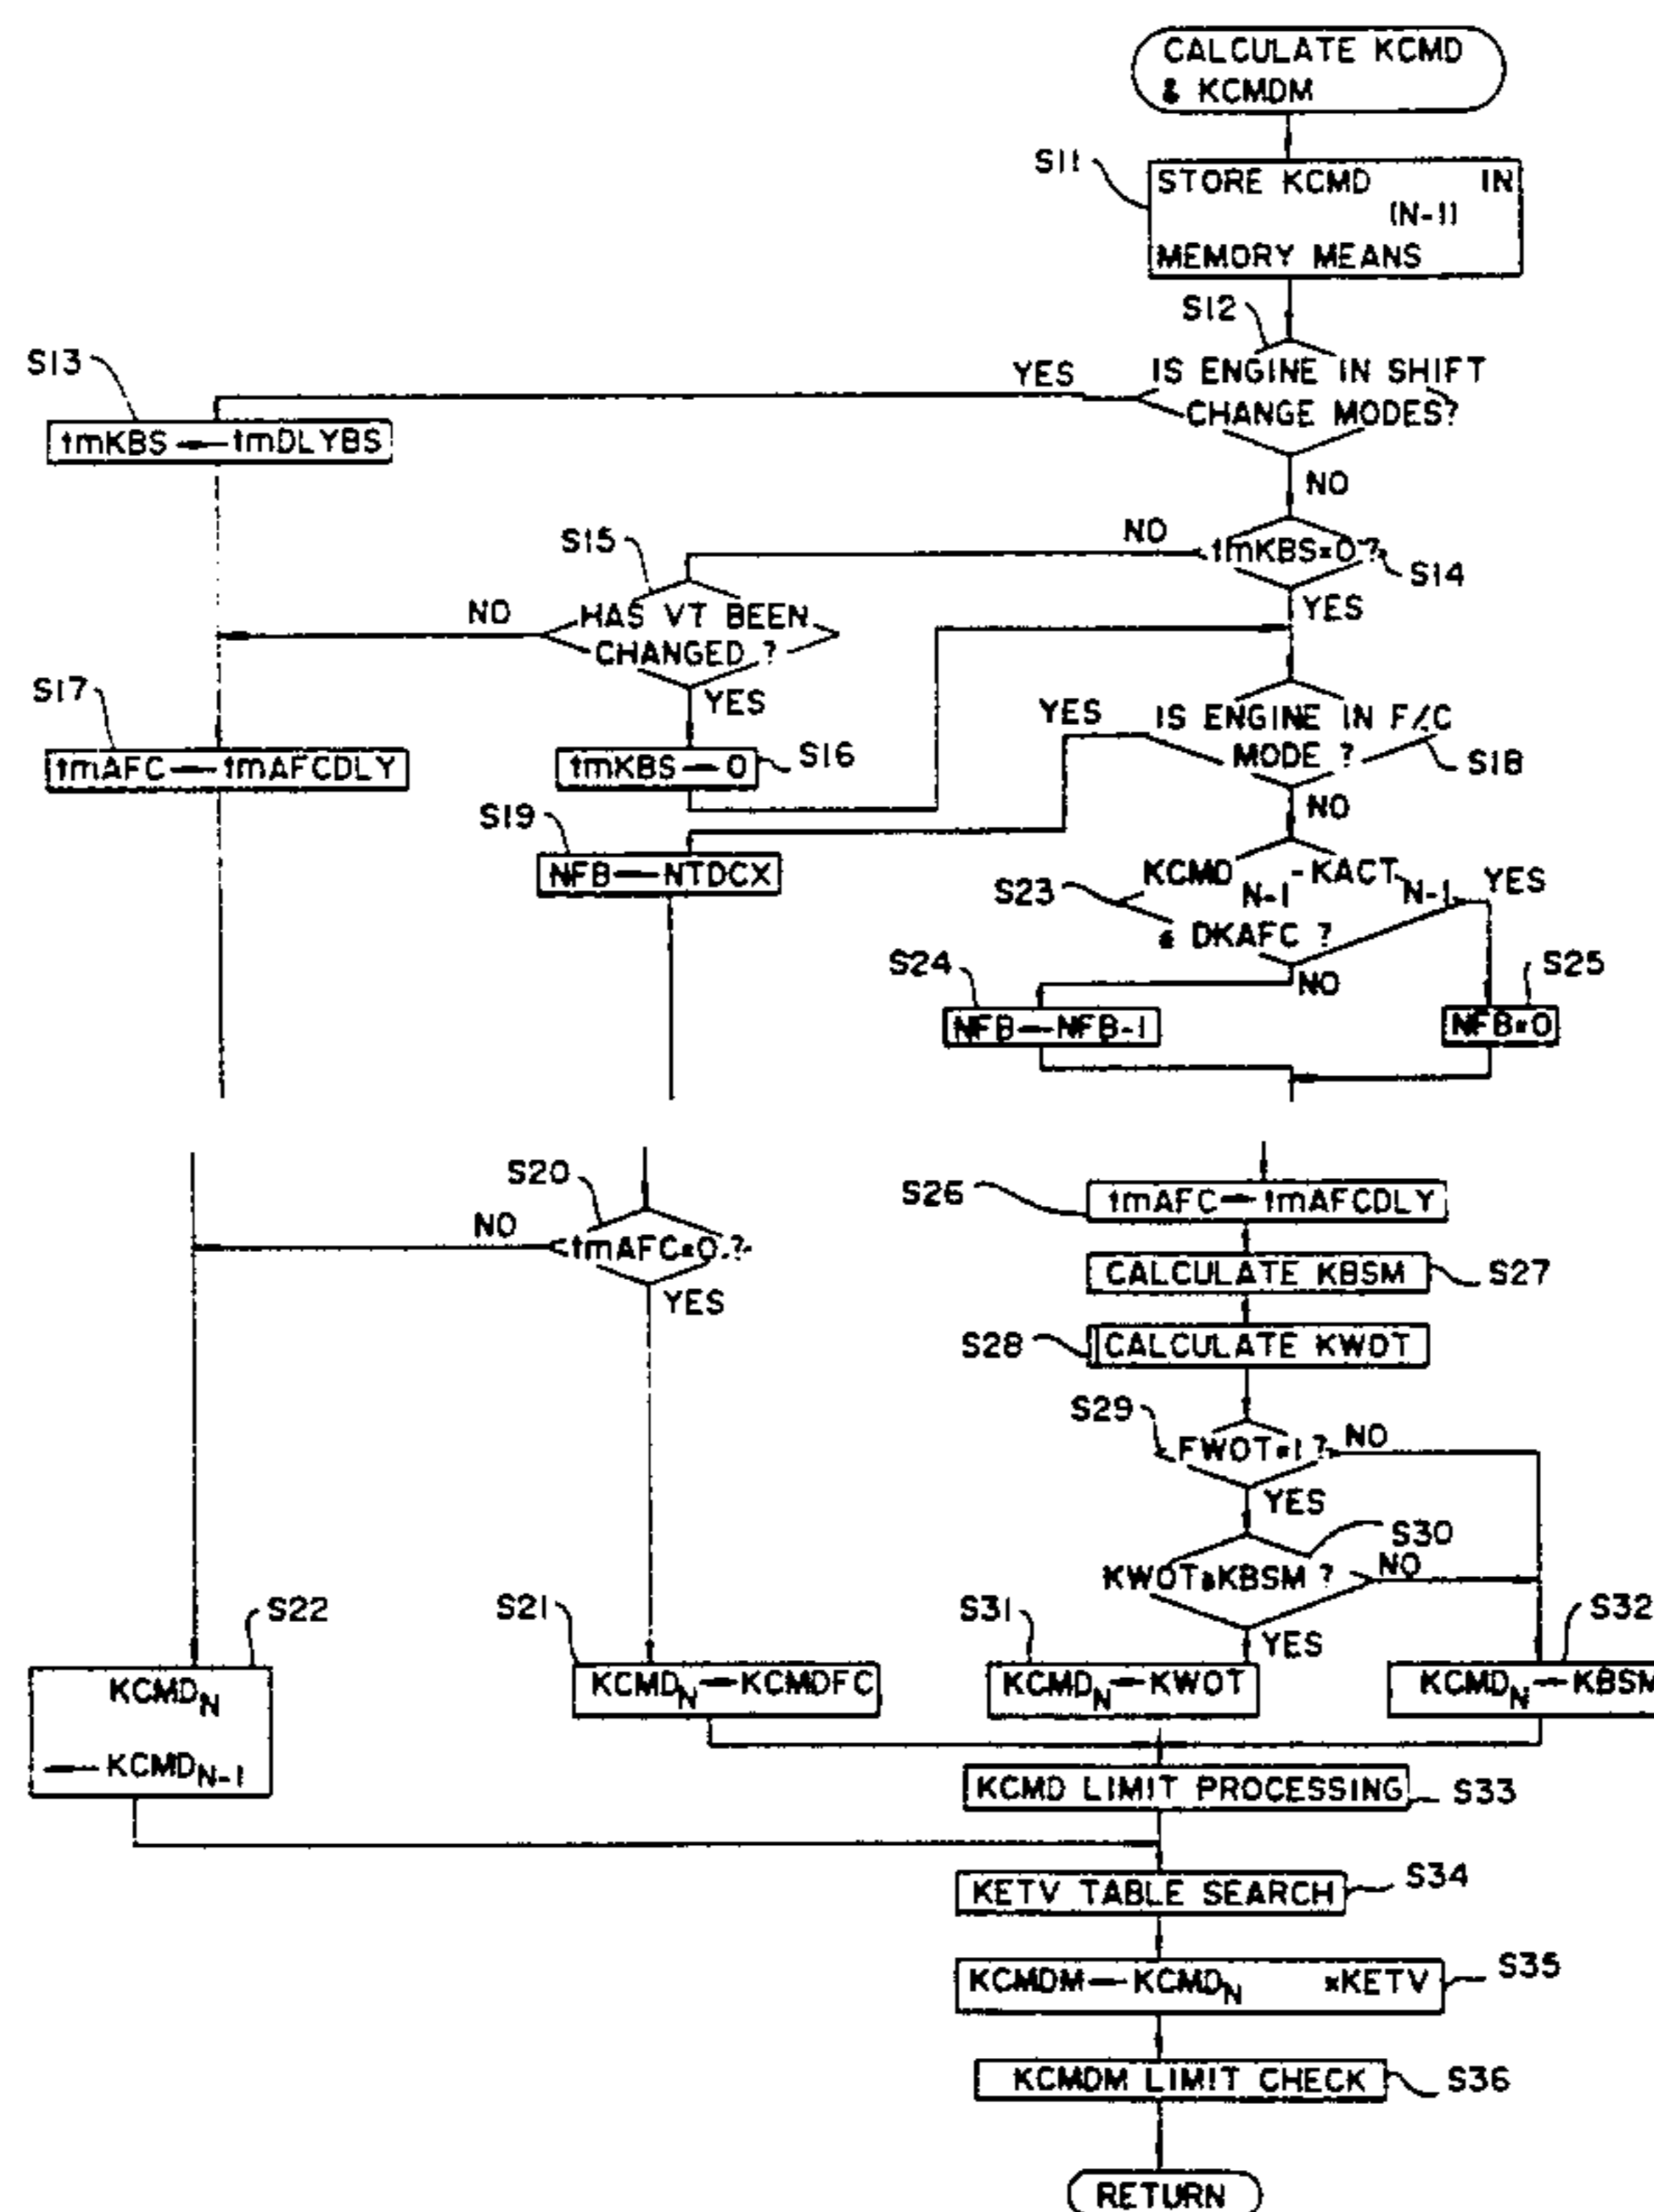 CALCULATE KCMD
& KCMDM
S11
STORE KCMD IN
(N-1)
MEMORY MEANS
S12
IS ENGINE IN SHIFT
CHANGE MODES?
YES
NO
S13
tmKBS ← tmDLYBS
tmKBS=0 ?
S14
NO
YES
S15
HAS VT BEEN
CHANGED ?
NO
YES
S16
tmKBS ← 0
S17
tmAFC ← tmAFCDLY
IS ENGINE IN F/C
MODE ?
S18
YES
NO
S19
NFB ← NTDCX
S23
KCMD N-1 - KACT N-1
DKAFC ?
YES
NO
S24
NFB ← NFB-1
S25
NFB=0
S20
tmAFC=0 ?
NO
YES
S26
tmAFC ← tmAFCDLY
CALCULATE KBSM
S27
S28
CALCULATE KWOT
S29
FWOT=1 ?
NO
YES
S30
KWOT≥KBSM ?
NO
YES
S22
KCMDN
← KCMDN-1
S21
KCMDN ← KCMDFC
S31
KCMDN ← KWOT
S32
KCMDN ← KBSM
KCMD LIMIT PROCESSING
S33
KETV TABLE SEARCH
S34
KCMDM ← KCMDN ×KETV
S35
KCMDM LIMIT CHECK
S36
RETURN